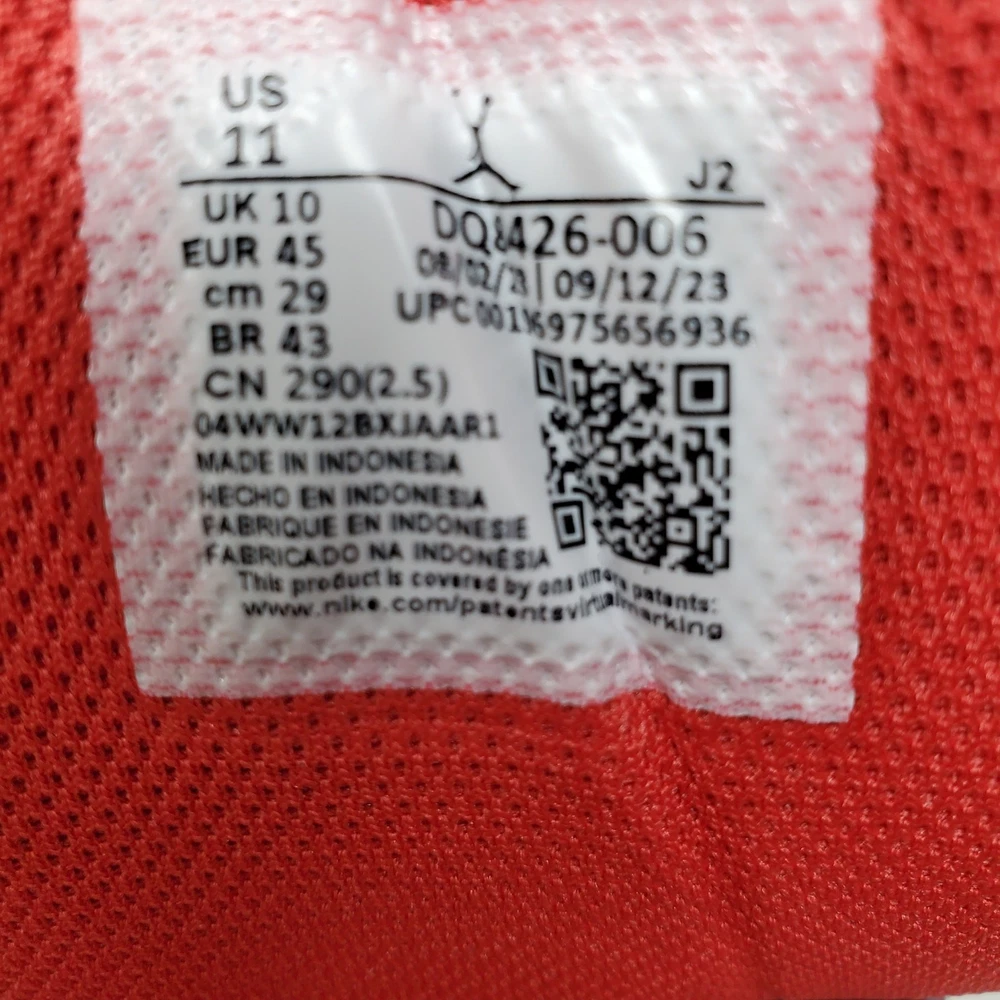 US
11
J2
UK 10
EUR 45
cm 29
BR 43
CN 290(2.5)
04WW12BXJAAR1
MADE IN INDONESIA
HECHO EN INDONESIA
FABRIQUE EN INDONESIE
FABRICADO NA INDONÉSIA
DQ8426-006
08/02/23 | 09/12/23
UPC
This product is covered by one or more patents:
www.nike.com/patentsvirtualmarking